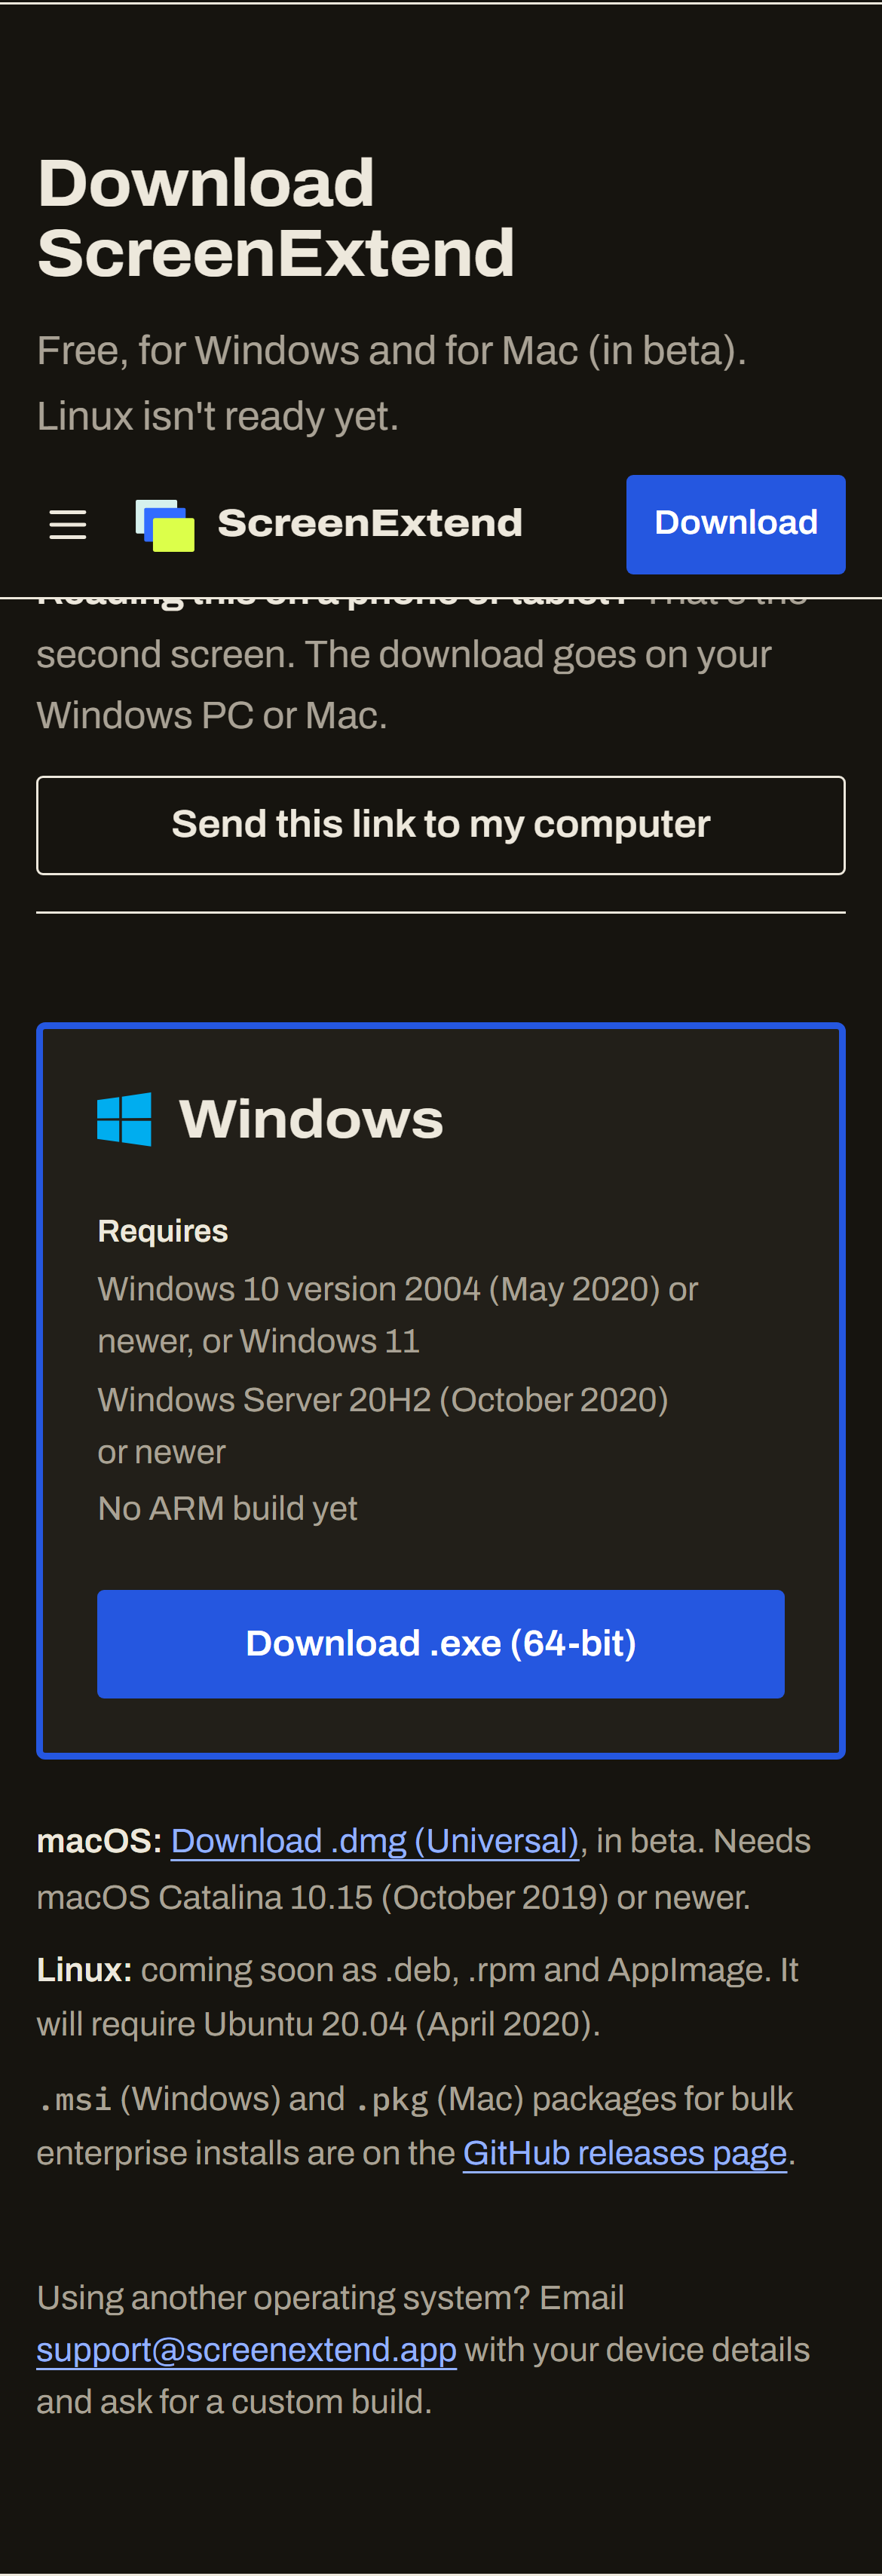 Download
ScreenExtend
Free, for Windows and for Mac (in beta).
Linux isn't ready yet.
ScreenExtend
Download
second screen. The download goes on your
Windows PC or Mac.
Send this link to my computer
Windows
Requires
Windows 10 version 2004 (May 2020) or
newer, or Windows 11
Windows Server 20H2 (October 2020)
or newer
No ARM build yet
Download .exe (64-bit)
macOS: Download .dmg (Universal), in beta. Needs
macOS Catalina 10.15 (October 2019) or newer.
Linux: coming soon as .deb, .rpm and AppImage. It
will require Ubuntu 20.04 (April 2020).
.msi (Windows) and .pkg (Mac) packages for bulk
enterprise installs are on the GitHub releases page.
Using another operating system? Email
support@screenextend.app with your device details
and ask for a custom build.